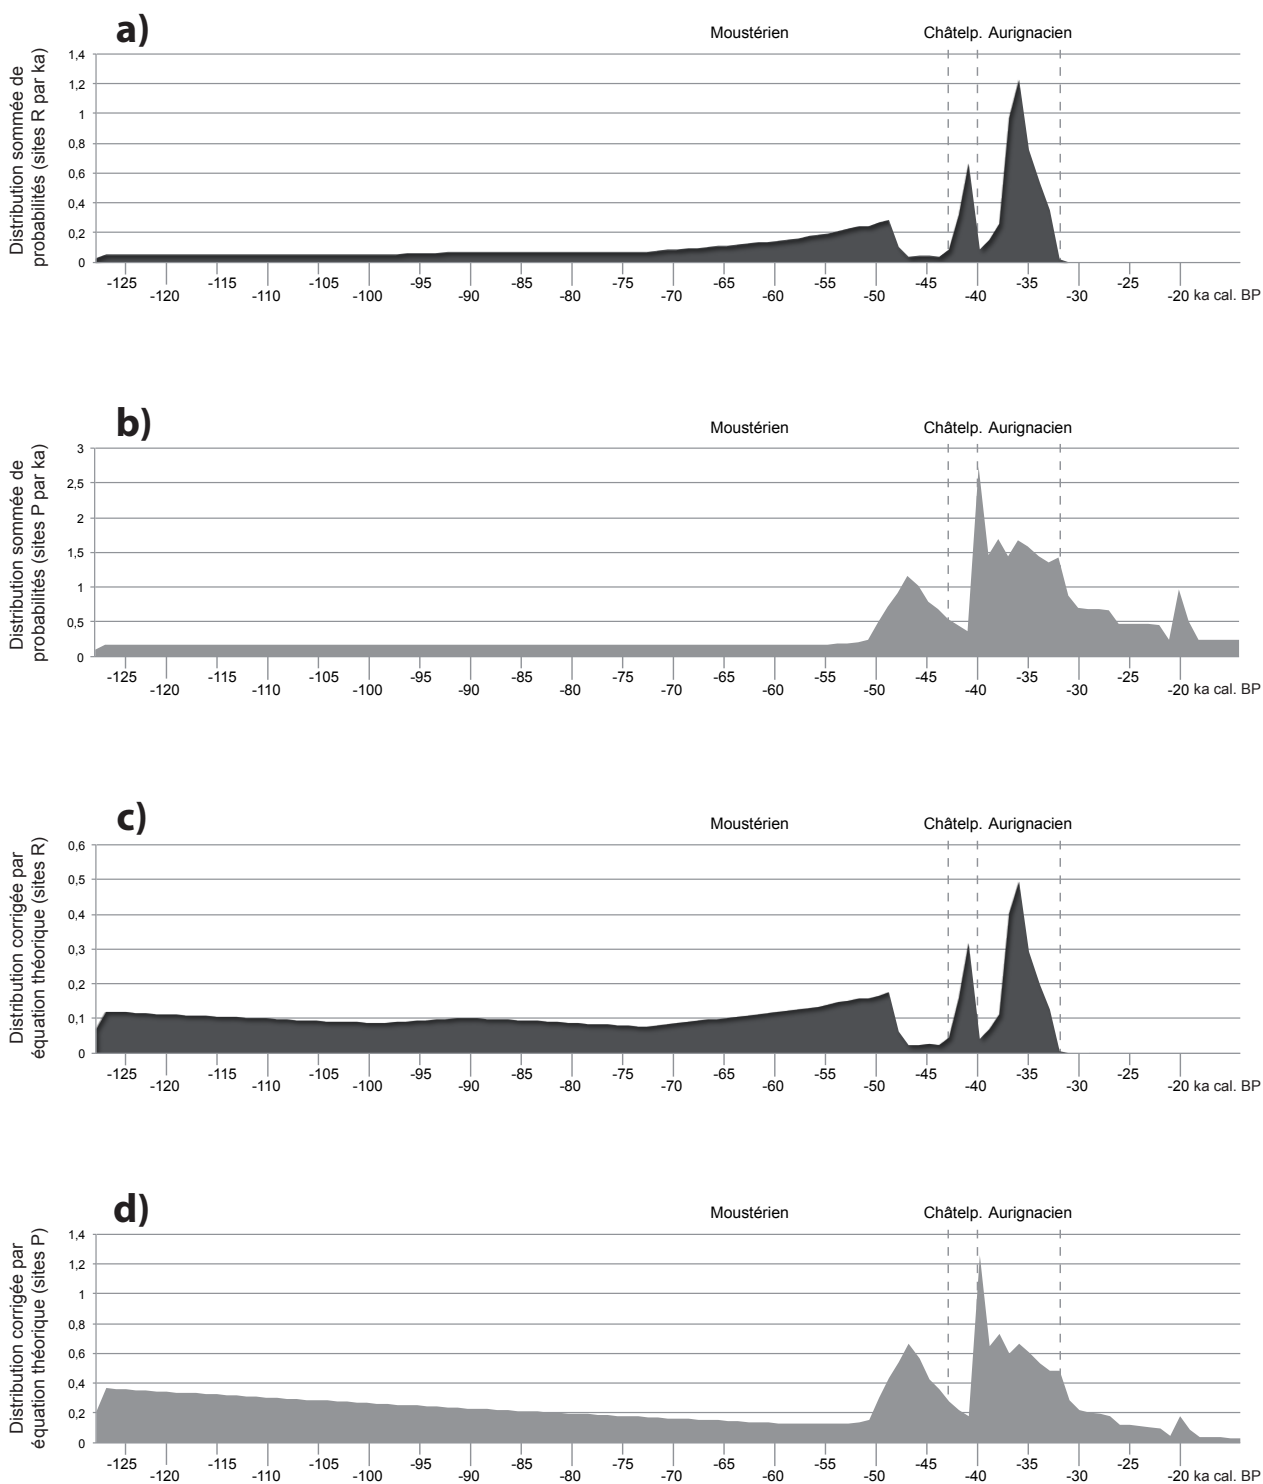 a)
Moustérien Châtelp. Aurignacien
Distribution sommée de
probabilités (sites R par ka)
1,4
1,2
1
0,8
0,6
0,4
0,2
0
-125 -120 -115 -110 -105 -100 -95 -90 -85 -80 -75 -70 -65 -60 -55 -50 -45 -40 -35 -30 -25 -20 ka cal. BP
b)
Moustérien Châtelp. Aurignacien
Distribution sommée de
probabilités (sites P par ka)
3
2,5
2
1,5
1
0,5
0
-125 -120 -115 -110 -105 -100 -95 -90 -85 -80 -75 -70 -65 -60 -55 -50 -45 -40 -35 -30 -25 -20 ka cal. BP
c)
Moustérien Châtelp. Aurignacien
Distribution corrigée par
équation théorique (sites R)
0,6
0,5
0,4
0,3
0,2
0,1
0
-125 -120 -115 -110 -105 -100 -95 -90 -85 -80 -75 -70 -65 -60 -55 -50 -45 -40 -35 -30 -25 -20 ka cal. BP
d)
Moustérien Châtelp. Aurignacien
Distribution corrigée par
équation théorique (sites P)
1,4
1,2
1
0,8
0,6
0,4
0,2
0
-125 -120 -115 -110 -105 -100 -95 -90 -85 -80 -75 -70 -65 -60 -55 -50 -45 -40 -35 -30 -25 -20 ka cal. BP